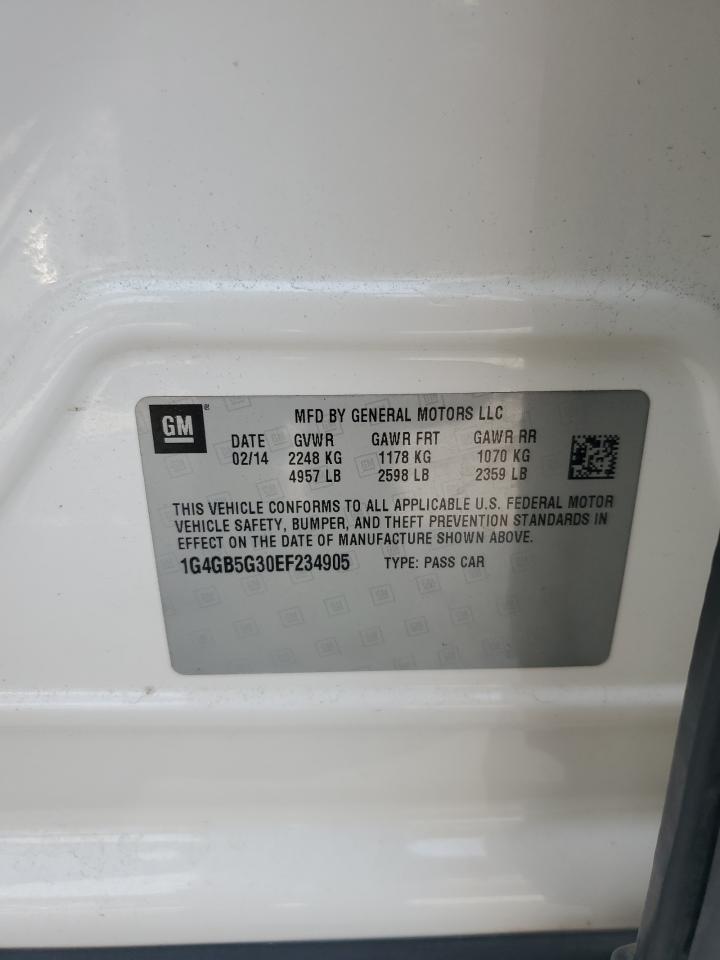 GM ®
MFD BY GENERAL MOTORS LLC
DATE GVWR GAWR FRT GAWR RR
02/14 2248 KG 1178 KG 1070 KG
4957 LB 2598 LB 2359 LB
THIS VEHICLE CONFORMS TO ALL APPLICABLE U.S. FEDERAL MOTOR
VEHICLE SAFETY, BUMPER, AND THEFT PREVENTION STANDARDS IN
EFFECT ON THE DATE OF MANUFACTURE SHOWN ABOVE.
1G4GB5G30EF234905 TYPE: PASS CAR